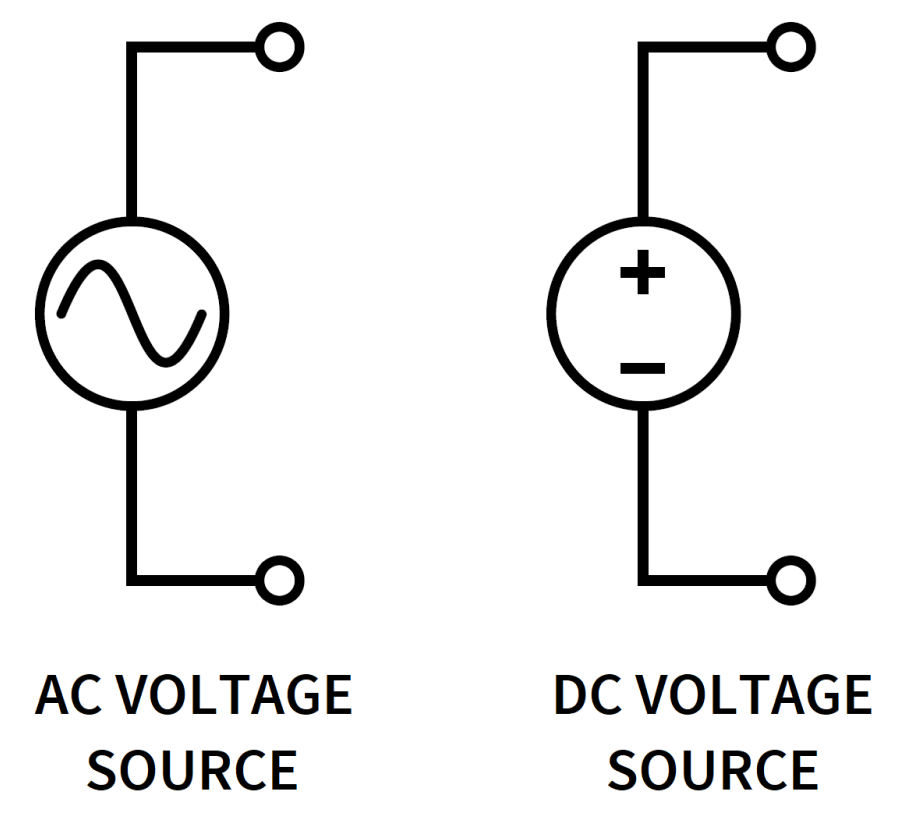 +
−
AC VOLTAGE
SOURCE
DC VOLTAGE
SOURCE